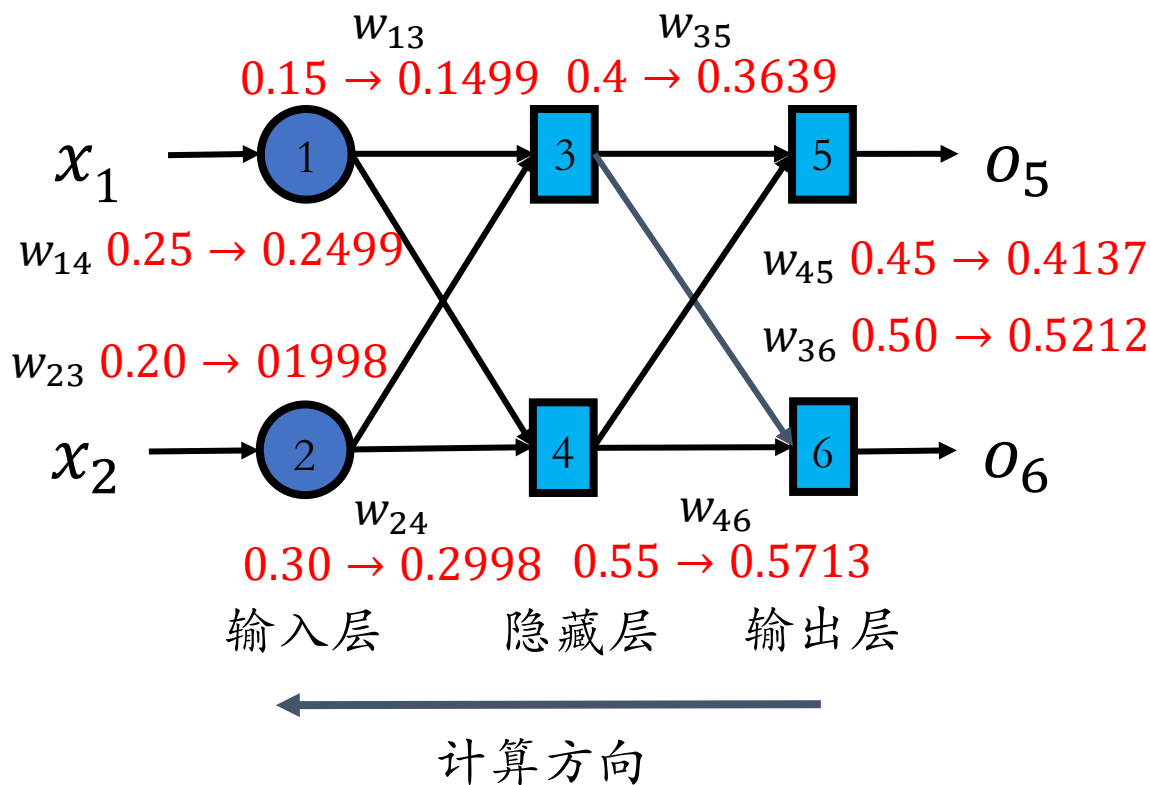 w₁₃ w₃₅
0.15 → 0.1499 0.4 → 0.3639
x₁ 1 3 5 o₅
w₁₄ 0.25 → 0.2499 w₄₅ 0.45 → 0.4137
w₂₃ 0.20 → 01998 w₃₆ 0.50 → 0.5212
x₂ 2 4 6 o₆
w₂₄ w₄₆
0.30 → 0.2998 0.55 → 0.5713
输入层 隐藏层 输出层
计算方向